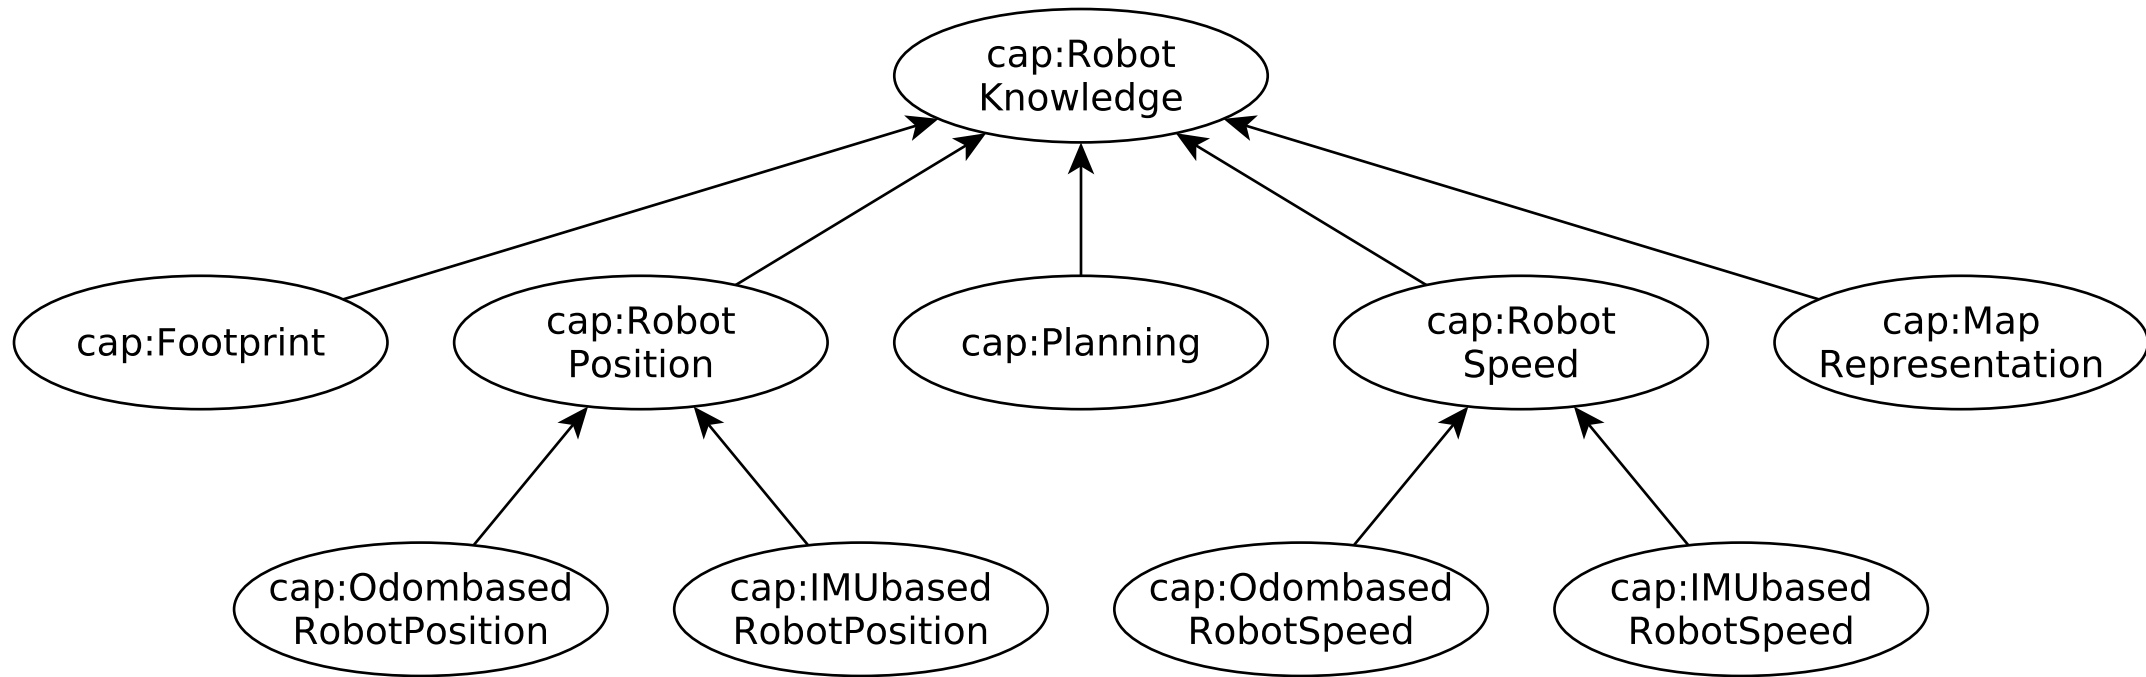 cap:Robot
Knowledge
cap:Footprint
cap:Robot
Position
cap:Planning
cap:Robot
Speed
cap:Map
Representation
cap:Odombased
RobotPosition
cap:IMUbased
RobotPosition
cap:Odombased
RobotSpeed
cap:IMUbased
RobotSpeed